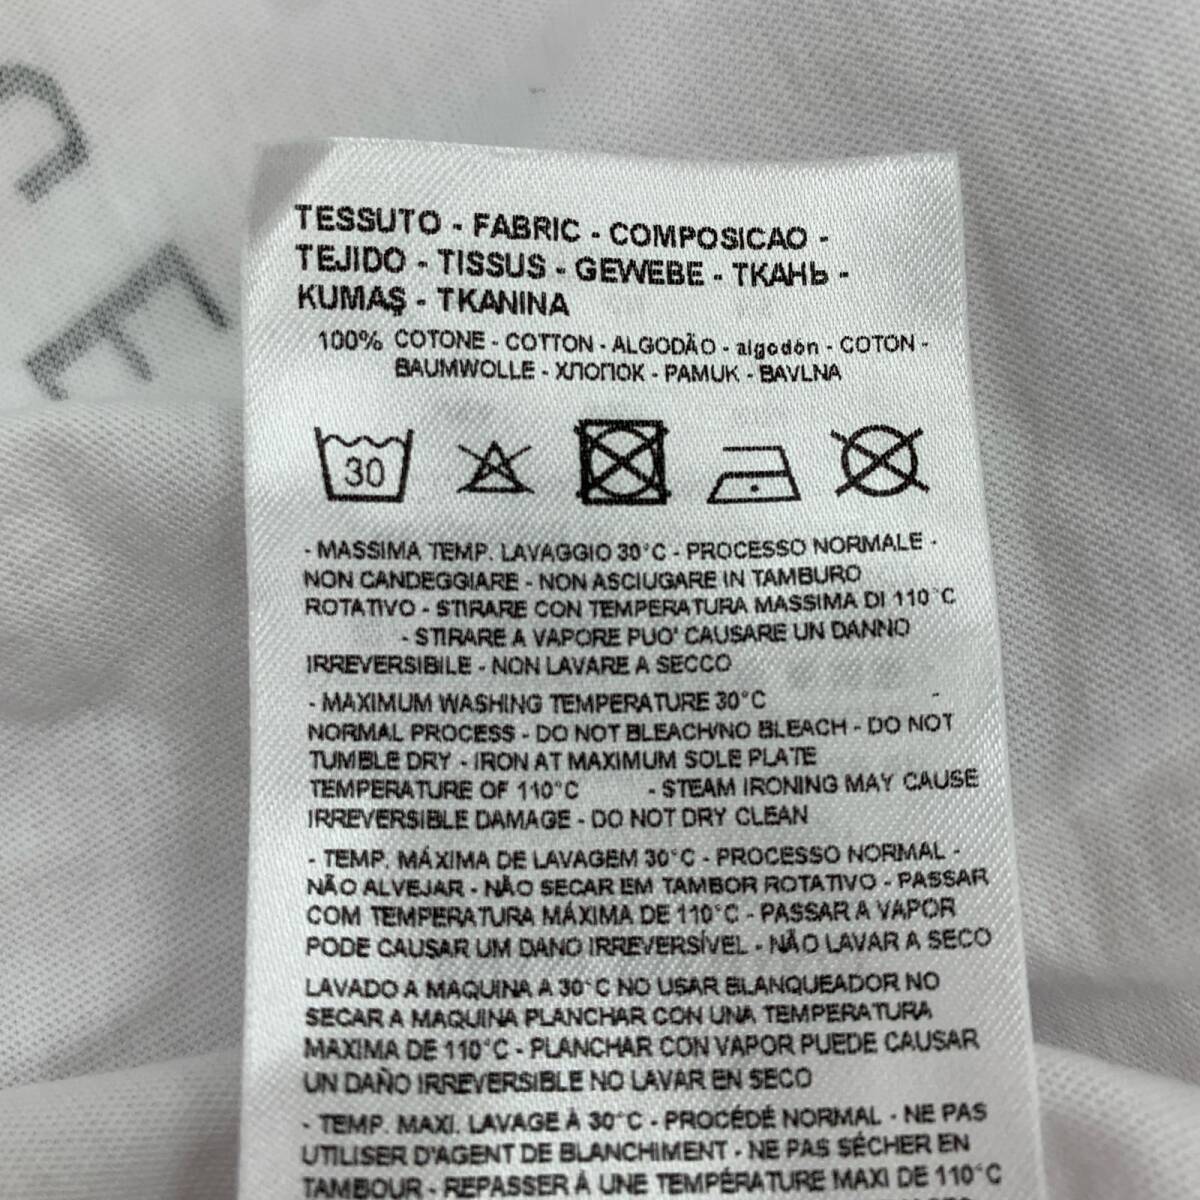 C
E
TESSUTO - FABRIC - COMPOSICAO -
TEJIDO - TISSUS - GEWEBE - ТКАНЬ -
KUMAŞ - TKANINA
100% COTONE - COTTON - ALGODÃO - algodón - COTON -
BAUMWOLLE - ХЛОПОК - PAMUK - BAVLNA
30
- MASSIMA TEMP. LAVAGGIO 30°C - PROCESSO NORMALE -
NON CANDEGGIARE - NON ASCIUGARE IN TAMBURO
ROTATIVO - STIRARE CON TEMPERATURA MASSIMA DI 110°C
- STIRARE A VAPORE PUO' CAUSARE UN DANNO
IRREVERSIBILE - NON LAVARE A SECCO
- MAXIMUM WASHING TEMPERATURE 30°C -
NORMAL PROCESS - DO NOT BLEACH/NO BLEACH - DO NOT
TUMBLE DRY - IRON AT MAXIMUM SOLE PLATE
TEMPERATURE OF 110°C - STEAM IRONING MAY CAUSE
IRREVERSIBLE DAMAGE - DO NOT DRY CLEAN
- TEMP. MÁXIMA DE LAVAGEM 30°C - PROCESSO NORMAL -
NÃO ALVEJAR - NÃO SECAR EM TAMBOR ROTATIVO - PASSAR
COM TEMPERATURA MÁXIMA DE 110°C - PASSAR A VAPOR
PODE CAUSAR UM DANO IRREVERSÍVEL - NÃO LAVAR A SECO
LAVADO A MAQUINA A 30°C NO USAR BLANQUEADOR NO
SECAR A MAQUINA PLANCHAR CON UNA TEMPERATURA
MAXIMA DE 110°C - PLANCHAR CON VAPOR PUEDE CAUSAR
UN DAÑO IRREVERSIBLE NO LAVAR EN SECO
- TEMP. MAXI. LAVAGE À 30°C - PROCÉDÉ NORMAL - NE PAS
UTILISER D'AGENT DE BLANCHIMENT - NE PAS SÉCHER EN
TAMBOUR - REPASSER À UNE TEMPÉRATURE MAXI DE 110°C